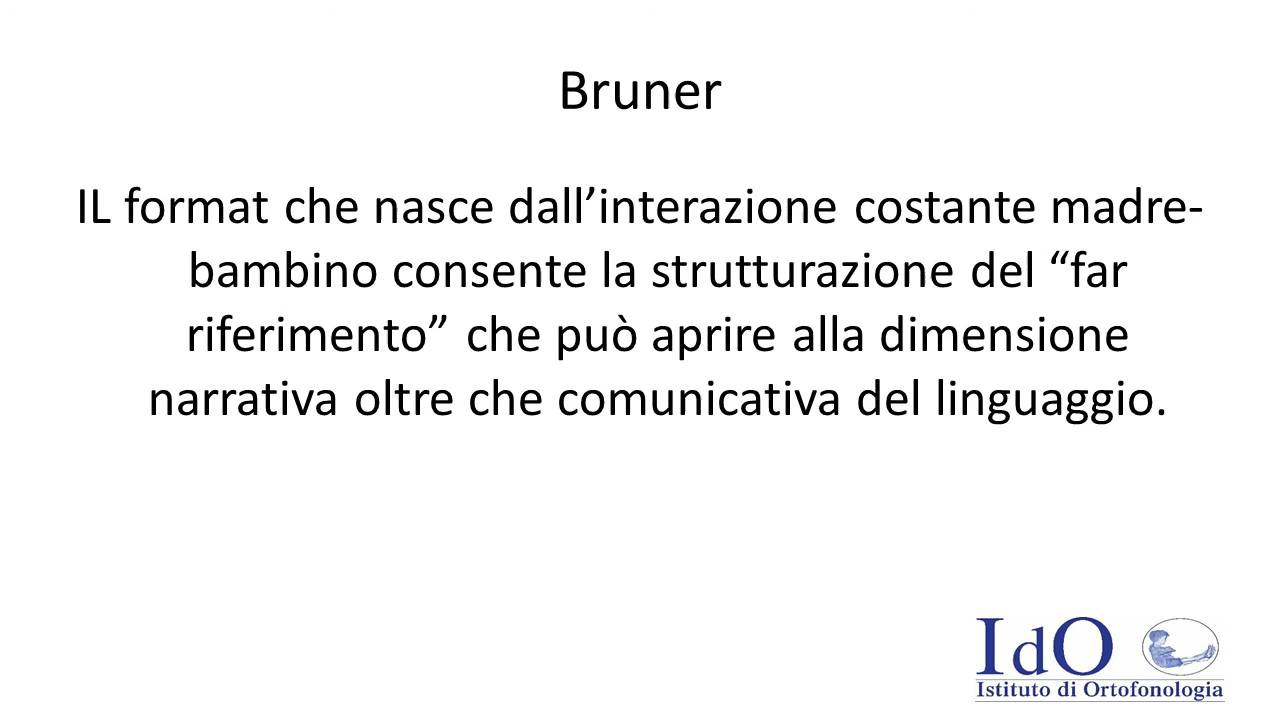 Bruner
IL format che nasce dall’interazione costante madre-
bambino consente la strutturazione del “far
riferimento” che può aprire alla dimensione
narrativa oltre che comunicativa del linguaggio.
IdO
Istituto di Ortofonologia